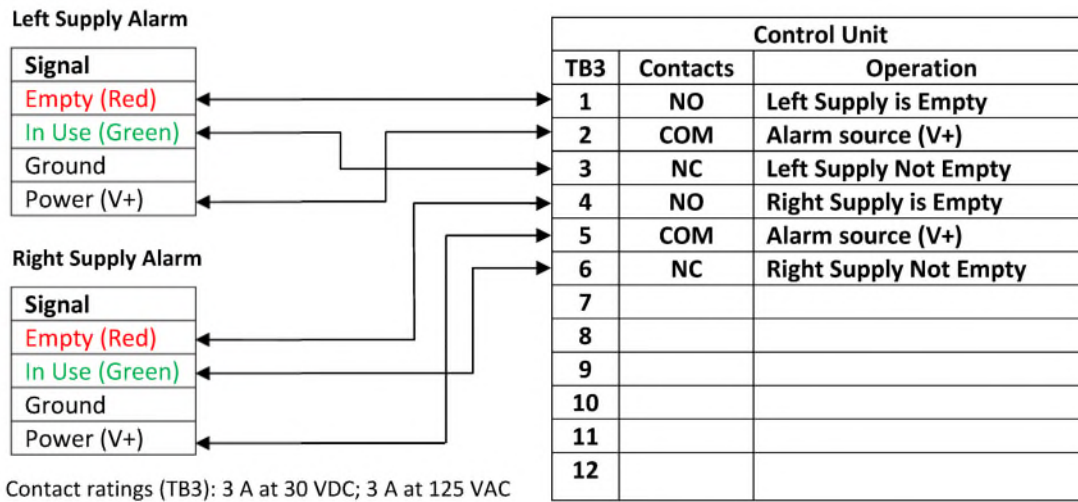 Left Supply Alarm
Signal
Empty (Red)
In Use (Green)
Ground
Power (V+)
Right Supply Alarm
Signal
Empty (Red)
In Use (Green)
Ground
Power (V+)
Contact ratings (TB3): 3 A at 30 VDC; 3 A at 125 VAC
Control Unit
TB3 Contacts Operation
1 NO Left Supply is Empty
2 COM Alarm source (V+)
3 NC Left Supply Not Empty
4 NO Right Supply is Empty
5 COM Alarm source (V+)
6 NC Right Supply Not Empty
7
8
9
10
11
12